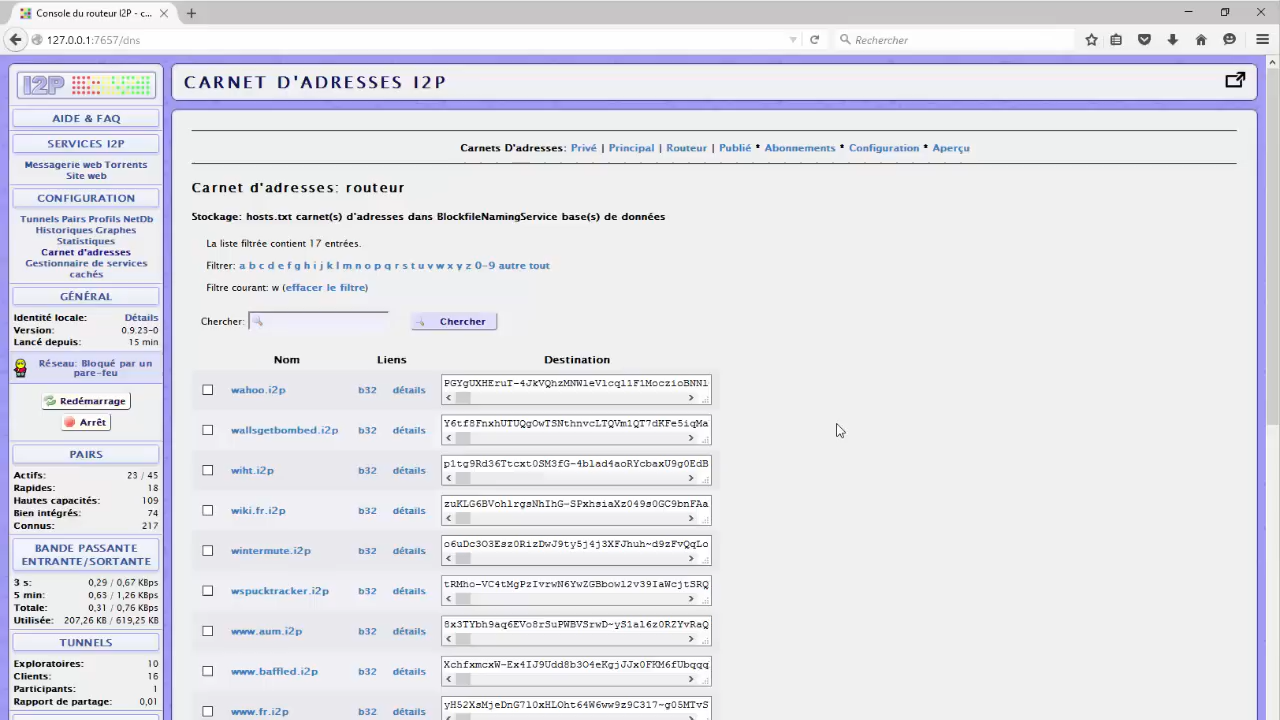 Console du routeur I2P - c...
127.0.0.1:7657/dns
Rechercher
I2P
CARNET D'ADRESSES I2P
AIDE & FAQ
SERVICES I2P
Messagerie web Torrents
Site web
CONFIGURATION
Tunnels Pairs Profils NetDb
Historiques Graphes
Statistiques
Carnet d'adresses
Gestionnaire de services
cachés
GÉNÉRAL
Identité locale: Détails
Version: 0.9.23-0
Lancé depuis: 15 min
Réseau: Bloqué par un
pare-feu
Redémarrage
Arrêt
PAIRS
Actifs: 23 / 45
Rapides: 18
Hautes capacités: 109
Bien intégrés: 74
Connus: 217
BANDE PASSANTE
ENTRANTE/SORTANTE
3 s: 0,29 / 0,67 KBps
5 min: 0,63 / 1,26 KBps
Totale: 0,31 / 0,76 KBps
Utilisée: 207,26 KB / 619,25 KB
TUNNELS
Exploratoires: 10
Clients: 16
Participants: 1
Rapport de partage: 0,01
Carnets D'adresses: Privé | Principal | Routeur | Publié * Abonnements * Configuration * Aperçu
Carnet d'adresses: routeur
Stockage: hosts.txt carnet(s) d'adresses dans BlockfileNamingService base(s) de données
La liste filtrée contient 17 entrées.
Filtrer: a b c d e f g h i j k l m n o p q r s t u v w x y z 0-9 autre tout
Filtre courant: w (effacer le filtre)
Chercher: Chercher
Nom Liens Destination
wahoo.i2p b32 détails
wallsgetbombed.i2p b32 détails
wiht.i2p b32 détails
wiki.fr.i2p b32 détails
wintermute.i2p b32 détails
wspucktracker.i2p b32 détails
www.aum.i2p b32 détails
www.baffled.i2p b32 détails
www.fr.i2p b32 détails